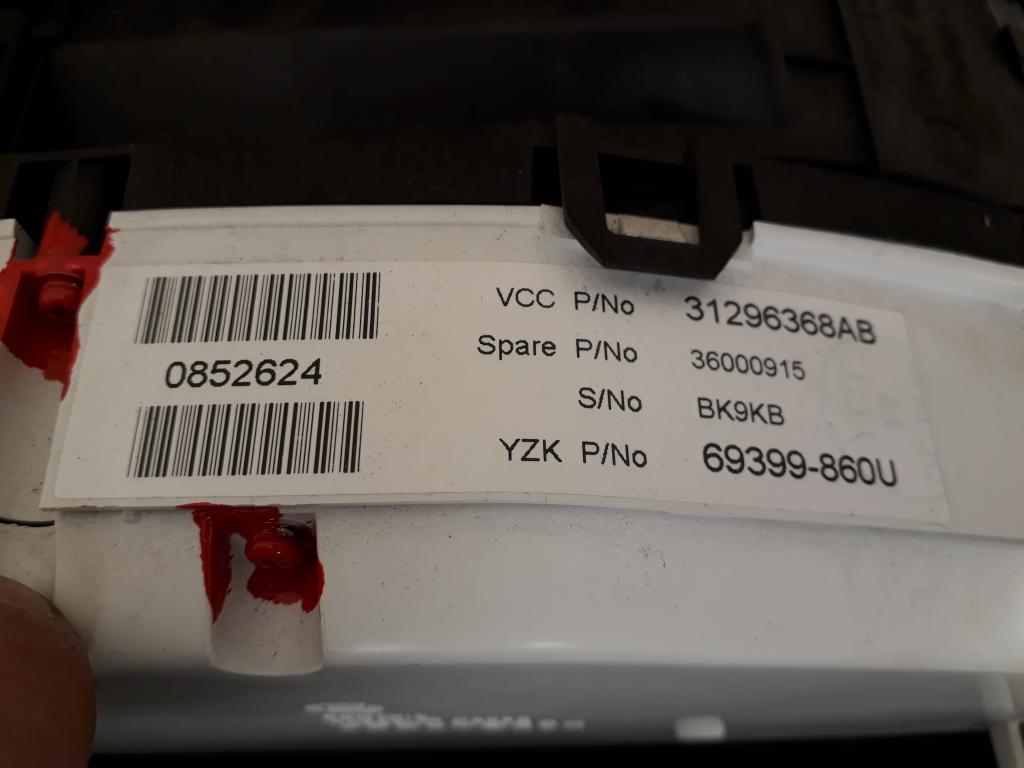 0852624
VCC P/No 31296368AB
Spare P/No 36000915
S/No BK9KB
YZK P/No 69399-860U